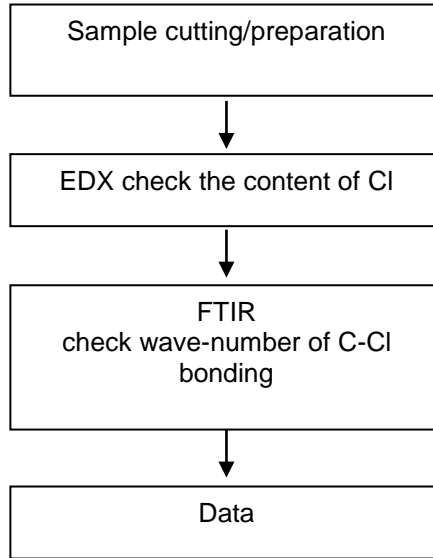 Sample cutting/preparation
EDX check the content of Cl
FTIR
check wave-number of C-Cl
bonding
Data